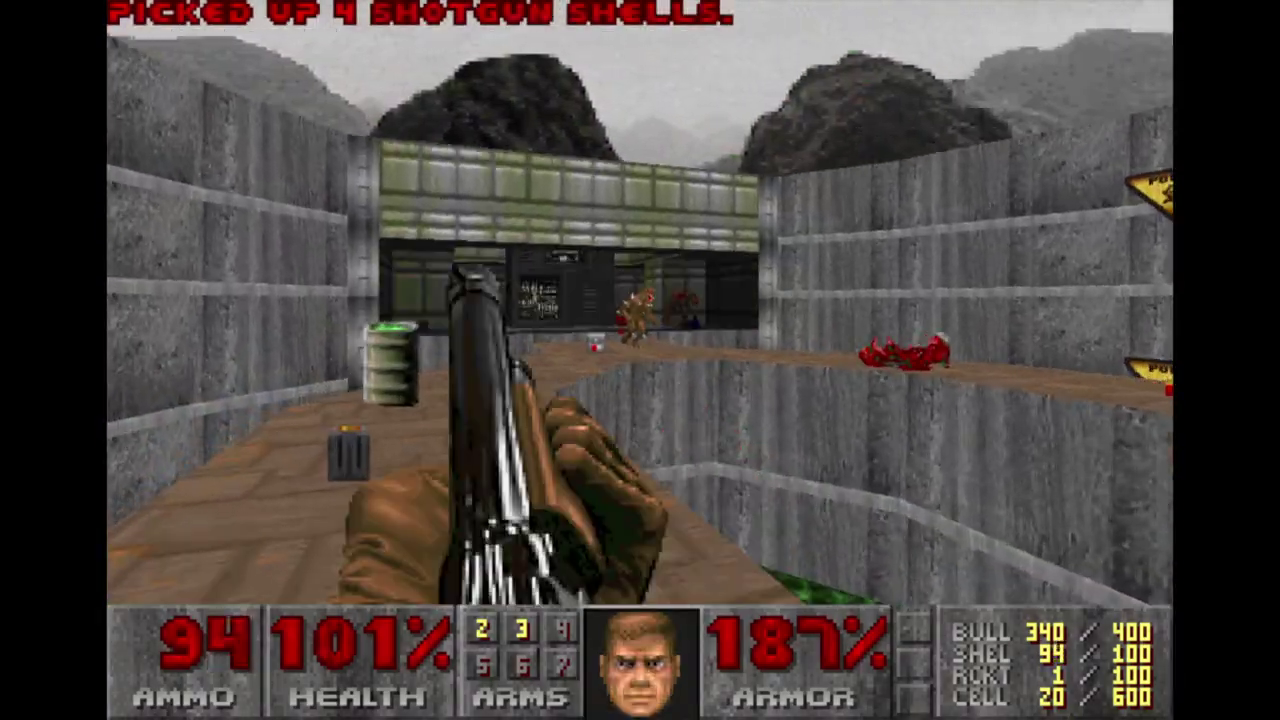 PICKED UP 4 SHOTGUN SHELLS.
94
AMMO
101%
HEALTH
2 3 4
5 6 7
ARMS
187%
ARMOR
BULL 340 / 400
SHEL 94 / 100
RCKT 1 / 100
CELL 20 / 600